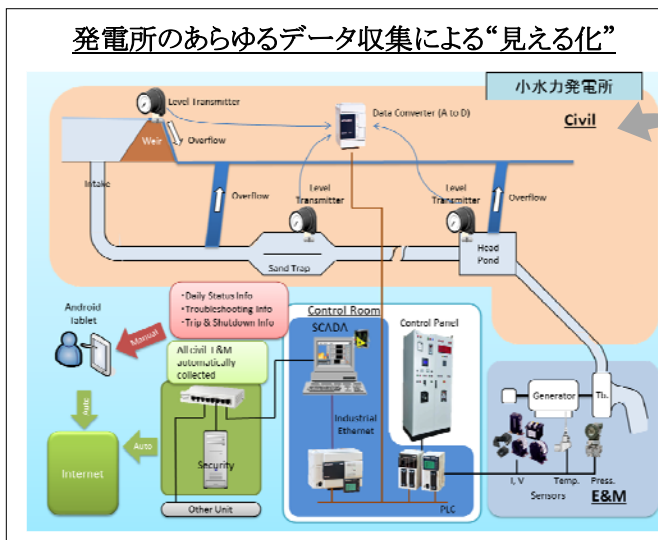 発電所のあらゆるデータ収集による“見える化”
小水力発電所
Civil
Level Transmitter
Data Converter (A to D)
Weir
Overflow
Intake
Overflow
Level
Transmitter
Level
Transmitter
Overflow
Sand Trap
Head
Pond
・Daily Status Info
・Troubleshooting Info
・Trip & Shutdown Info
Android
Tablet
Manual
All civil E&M
automatically
collected
Control Room
SCADA
Control Panel
Generator
Tb.
Auto
Auto
Internet
Security
Industrial
Ethernet
Other Unit
PLC
I, V
Temp.
Press.
Sensors
E&M